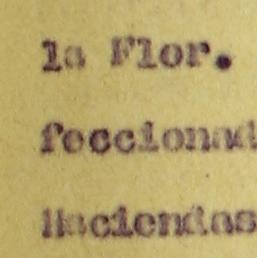 la Flor.
feccionad
Haciendas